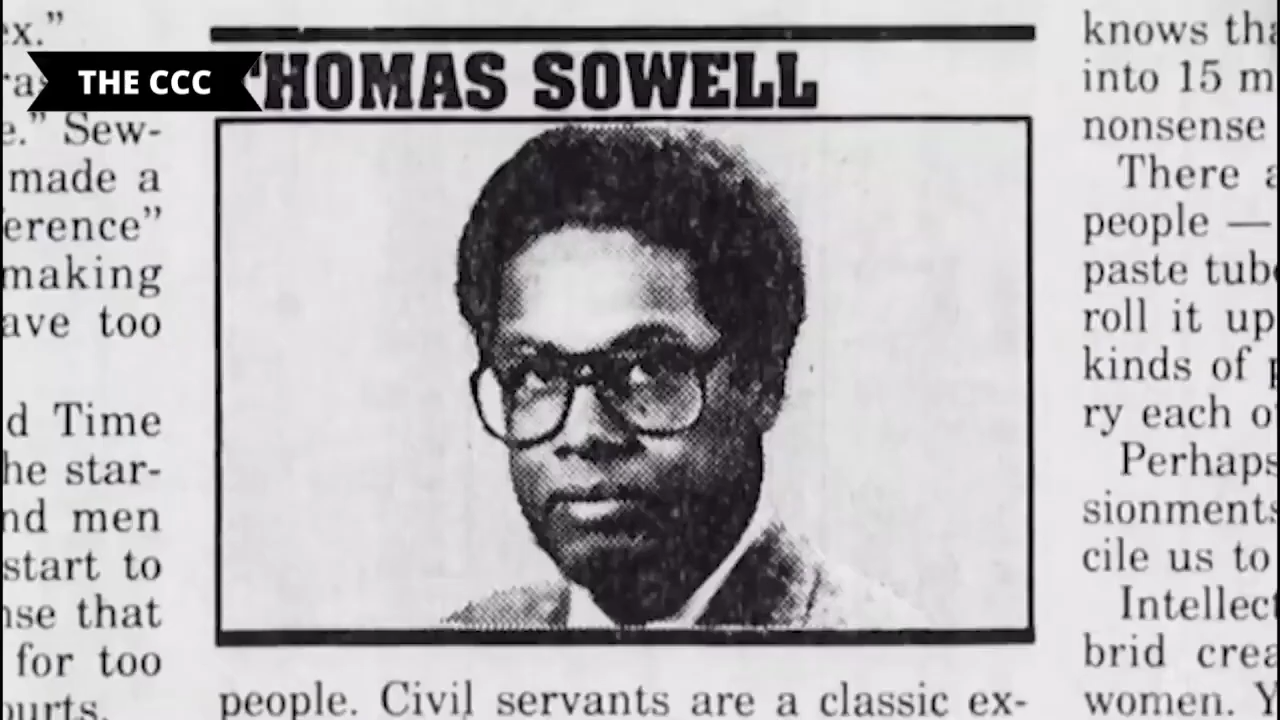 THE CCC
ex."
e." Sew-
made a
erence"
making
ave too
d Time
he star-
nd men
start to
nse that
for too
ourts.
THOMAS SOWELL
people. Civil servants are a classic ex-
knows tha
into 15 m
nonsense
There a
people —
paste tube
roll it up
kinds of p
ry each o
Perhaps
sionments
cile us to
Intellect
brid crea
women. Y